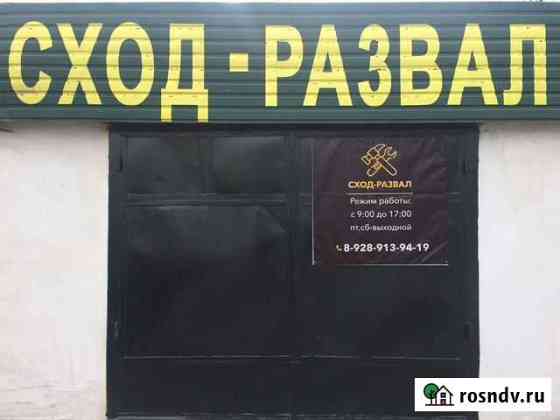 СХОД-РАЗВАЛ
СХОД-РАЗВАЛ
Режим работы:
с 9:00 до 17:00
пт,сб-выходной
8-928-913-94-19
rosndv.ru